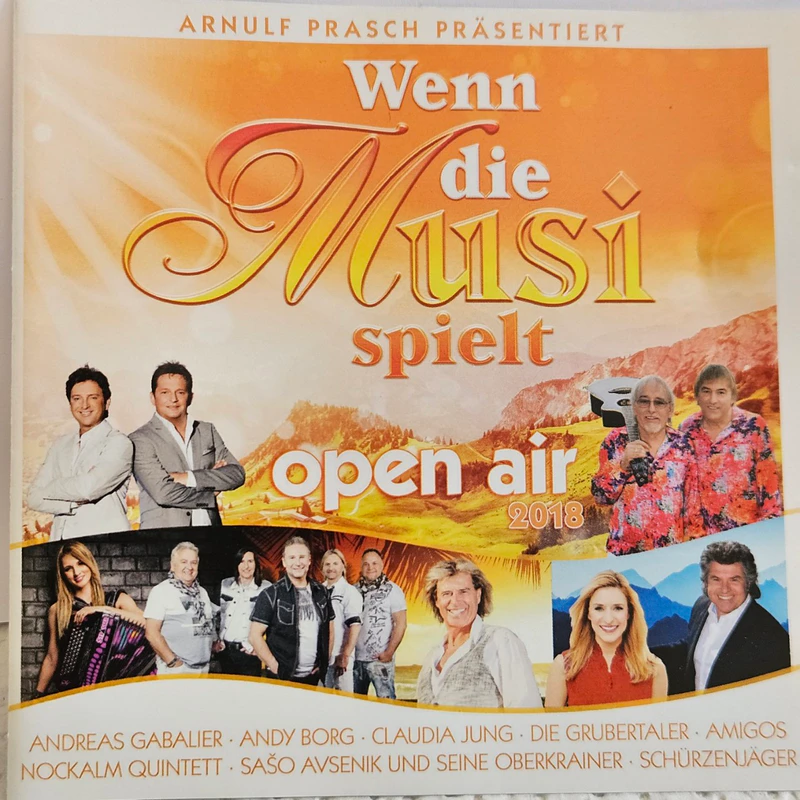 ARNULF PRASCH PRÄSENTIERT
Wenn
die
Musi
spielt
open air
2018
ANDREAS GABALIER · ANDY BORG · CLAUDIA JUNG · DIE GRUBERTALER · AMIGOS
NOCKALM QUINTETT · SAŠO AVSENIK UND SEINE OBERKRAINER · SCHÜRZENJÄGER